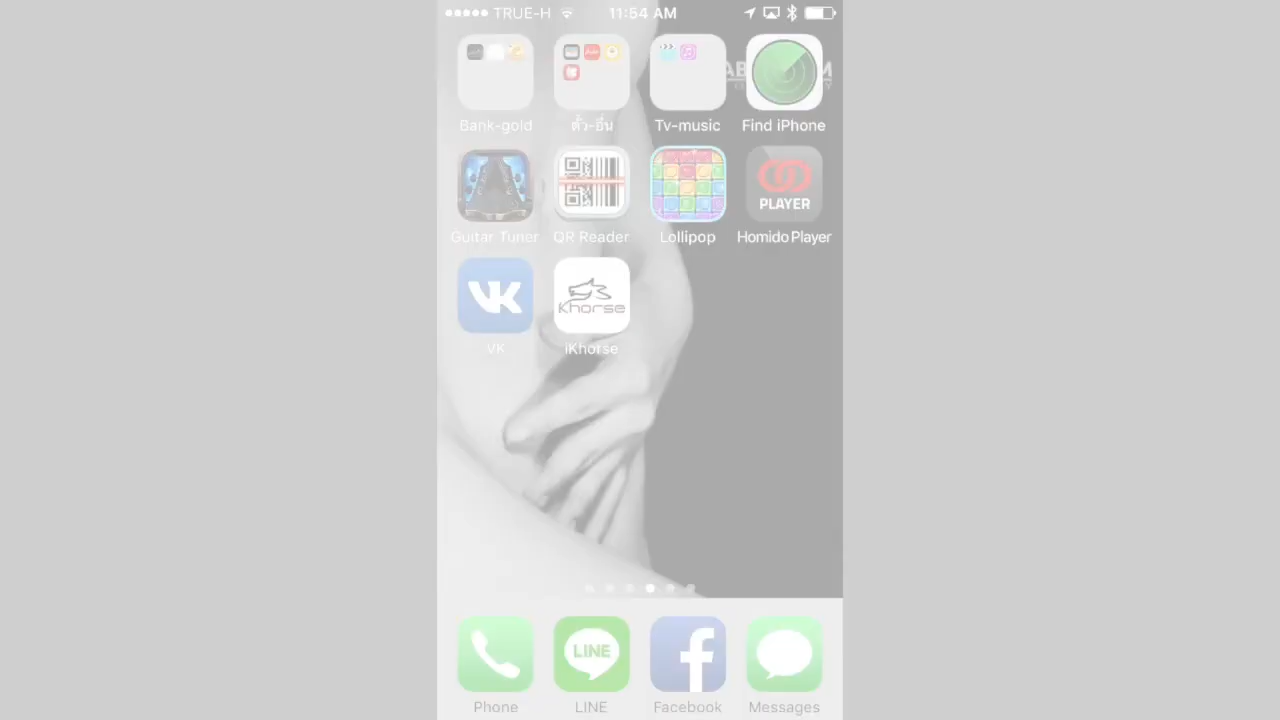 TRUE-H 11:54 AM
Bank-gold ตั๋ว-อื่น Tv-music Find iPhone
PLAYER
Guitar Tuner QR Reader Lollipop Homido Player
VK Khorse
VK iKhorse
LINE
Phone LINE Facebook Messages